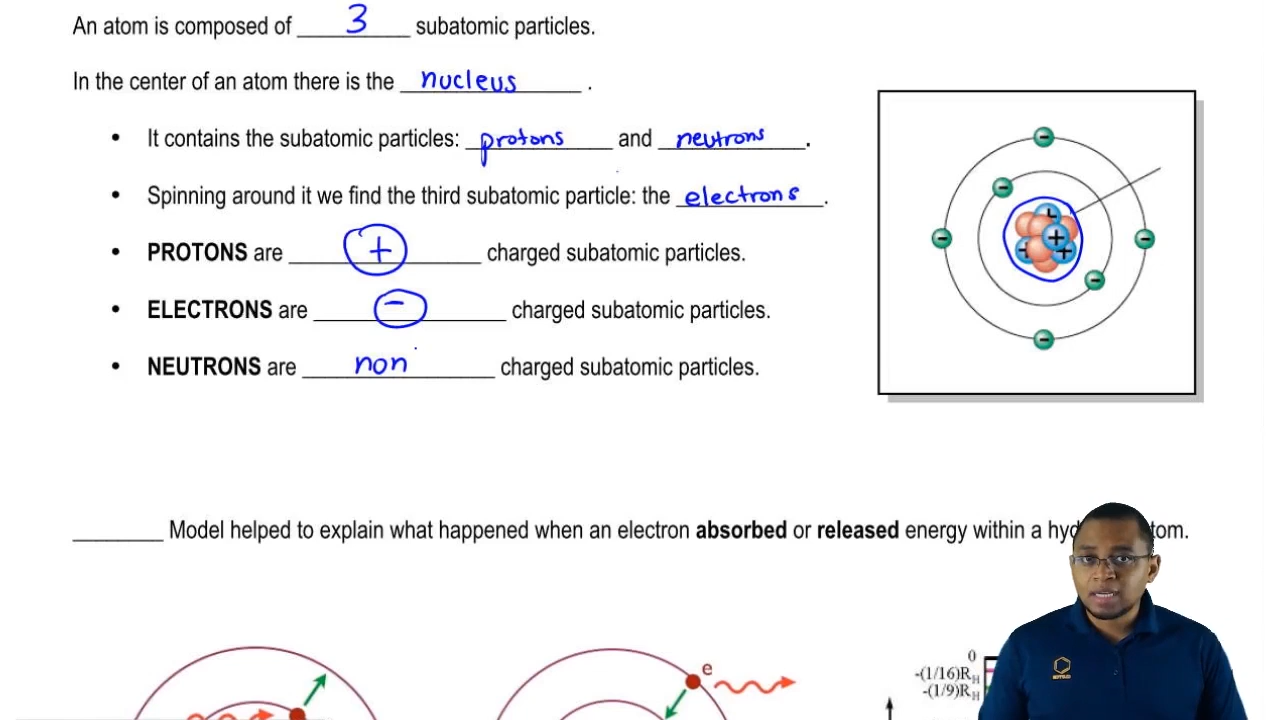 An atom is composed of 3 subatomic particles.
In the center of an atom there is the nucleus .
• It contains the subatomic particles: protons and neutrons.
• Spinning around it we find the third subatomic particle: the electrons.
• PROTONS are + charged subatomic particles.
• ELECTRONS are − charged subatomic particles.
• NEUTRONS are non charged subatomic particles.
________ Model helped to explain what happened when an electron absorbed or released energy within a tom.
e
0
-(1/16)R_H
-(1/9)R_H